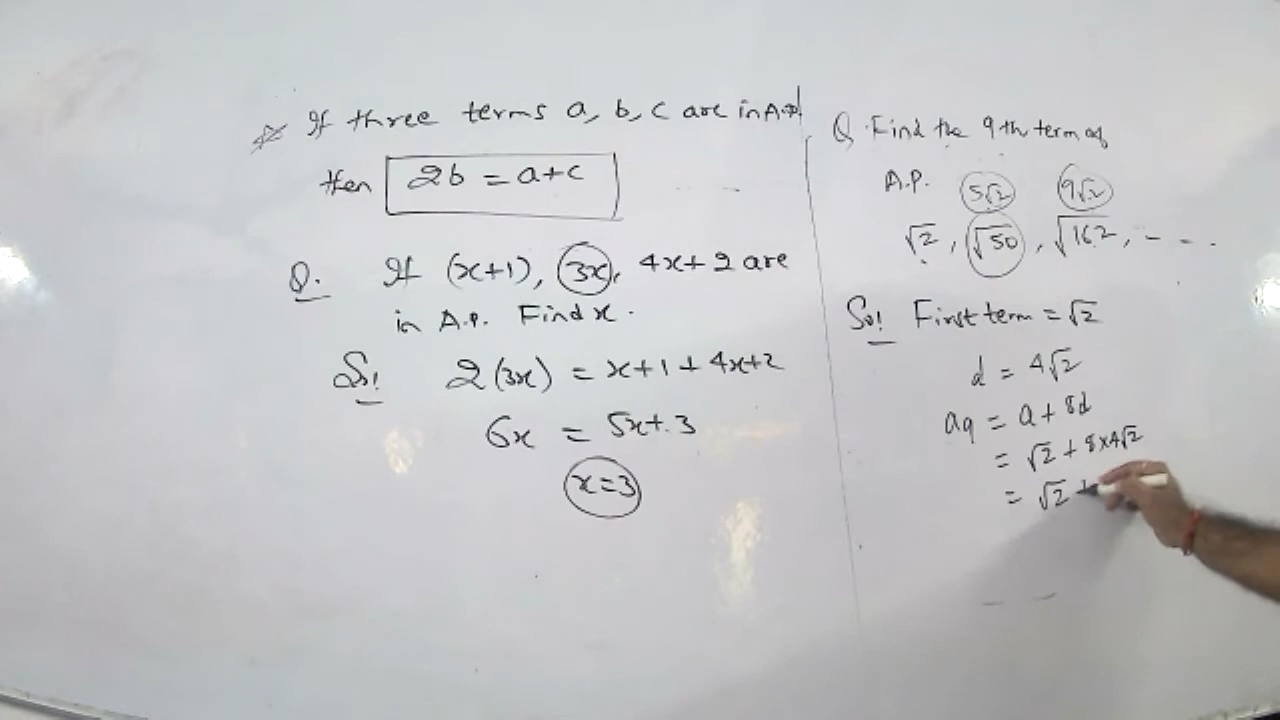 ☆ If three terms a, b, c are in A.P
then 2b = a+c
Q. If (x+1), 3x, 4x+2 are
in A.P. Find x.
Sol 2(3x) = x+1+4x+2
6x = 5x+3
x=3
Q. Find the 9th term of
A.P. 5√2 9√2
√2, √50, √162, - - .
Sol First term = √2
d = 4√2
a9 = a+8d
= √2 + 8×4√2
= √2 +